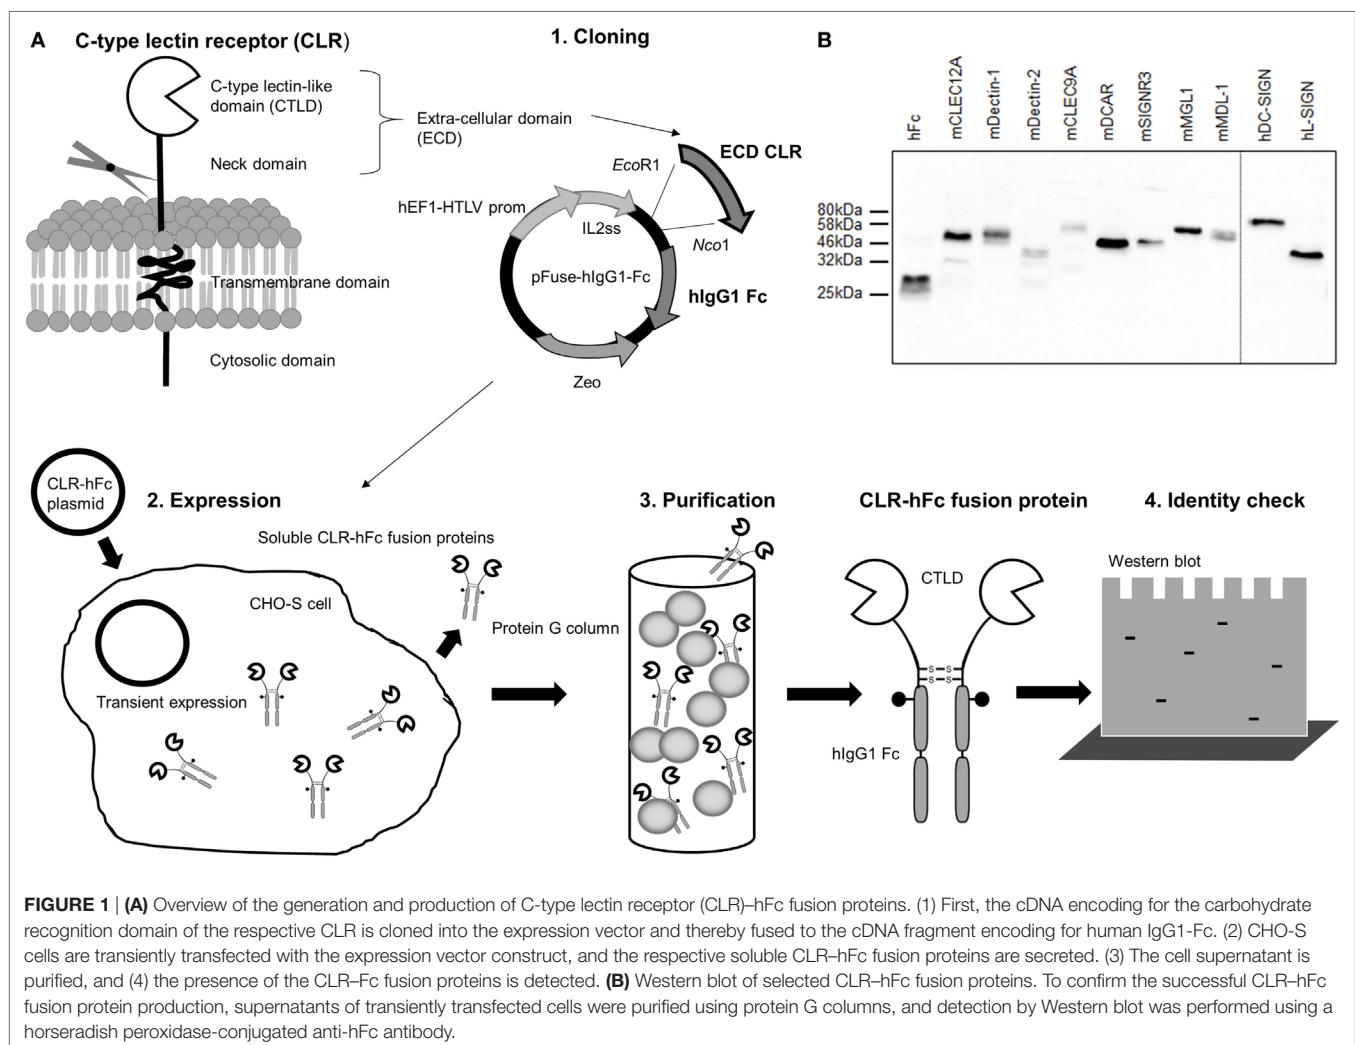 A
C-type lectin receptor (CLR)
C-type lectin-like
domain (CTLD)
Neck domain
Transmembrane domain
Cytosolic domain
Extra-cellular domain
(ECD)
1. Cloning
ECD CLR
EcoR1
Nco1
hEF1-HTLV prom
IL2ss
pFuse-hIgG1-Fc
hIgG1 Fc
Zeo
B
hFc
mCLEC12A
mDectin-1
mDectin-2
mCLEC9A
mDCAR
mSIGNR3
mMGL1
mMDL-1
hDC-SIGN
hL-SIGN
80kDa
58kDa
46kDa
32kDa
25kDa
CLR-hFc
plasmid
2. Expression
Soluble CLR-hFc fusion proteins
CHO-S cell
Transient expression
3. Purification
Protein G column
CLR-hFc fusion protein
CTLD
S
S
S
S
hIgG1 Fc
4. Identity check
Western blot
FIGURE 1 | (A) Overview of the generation and production of C-type lectin receptor (CLR)–hFc fusion proteins. (1) First, the cDNA encoding for the carbohydrate
recognition domain of the respective CLR is cloned into the expression vector and thereby fused to the cDNA fragment encoding for human IgG1-Fc. (2) CHO-S
cells are transiently transfected with the expression vector construct, and the respective soluble CLR–hFc fusion proteins are secreted. (3) The cell supernatant is
purified, and (4) the presence of the CLR–Fc fusion proteins is detected. (B) Western blot of selected CLR–hFc fusion proteins. To confirm the successful CLR–hFc
fusion protein production, supernatants of transiently transfected cells were purified using protein G columns, and detection by Western blot was performed using a
horseradish peroxidase-conjugated anti-hFc antibody.